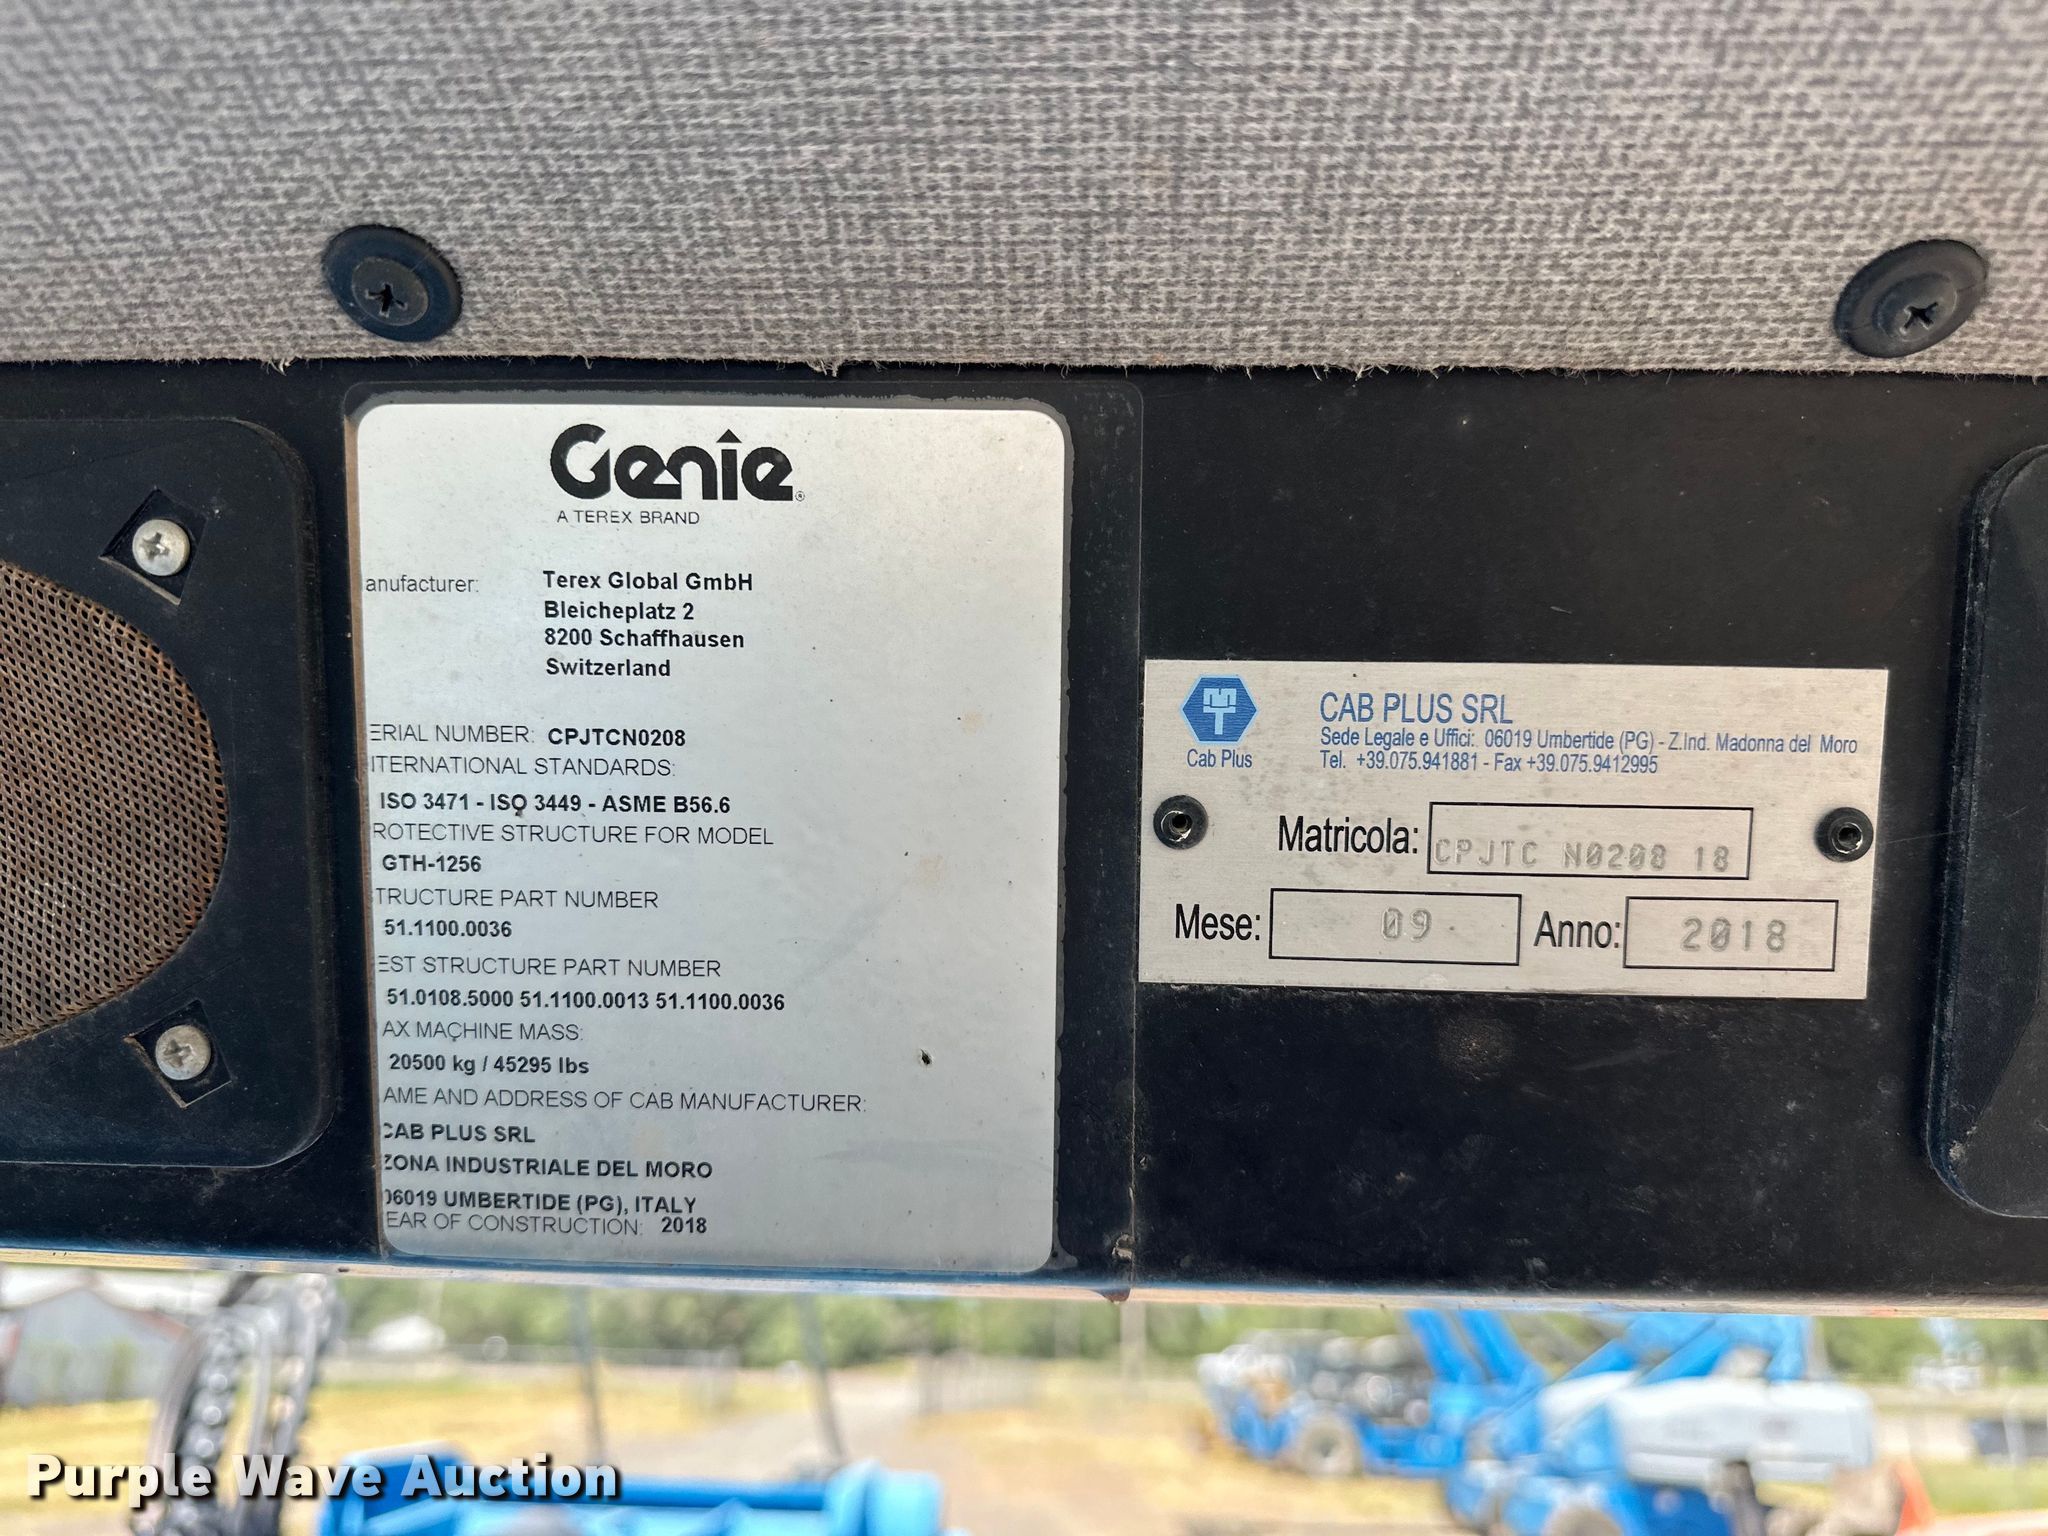 Genie®
A TEREX BRAND
anufacturer: Terex Global GmbH
Bleicheplatz 2
8200 Schaffhausen
Switzerland
ERIAL NUMBER: CPJTCN0208
ITERNATIONAL STANDARDS:
ISO 3471 - ISO 3449 - ASME B56.6
ROTECTIVE STRUCTURE FOR MODEL
GTH-1256
TRUCTURE PART NUMBER
51.1100.0036
EST STRUCTURE PART NUMBER
51.0108.5000 51.1100.0013 51.1100.0036
AX MACHINE MASS:
20500 kg / 45295 lbs
AME AND ADDRESS OF CAB MANUFACTURER:
CAB PLUS SRL
ZONA INDUSTRIALE DEL MORO
06019 UMBERTIDE (PG), ITALY
EAR OF CONSTRUCTION: 2018
Cab Plus
CAB PLUS SRL
Sede Legale e Uffici: 06019 Umbertide (PG) - Z.Ind. Madonna del Moro
Tel. +39.075.941881 - Fax +39.075.9412995
Matricola: CPJTC N0208 18
Mese: 09 Anno: 2018
Purple Wave Auction